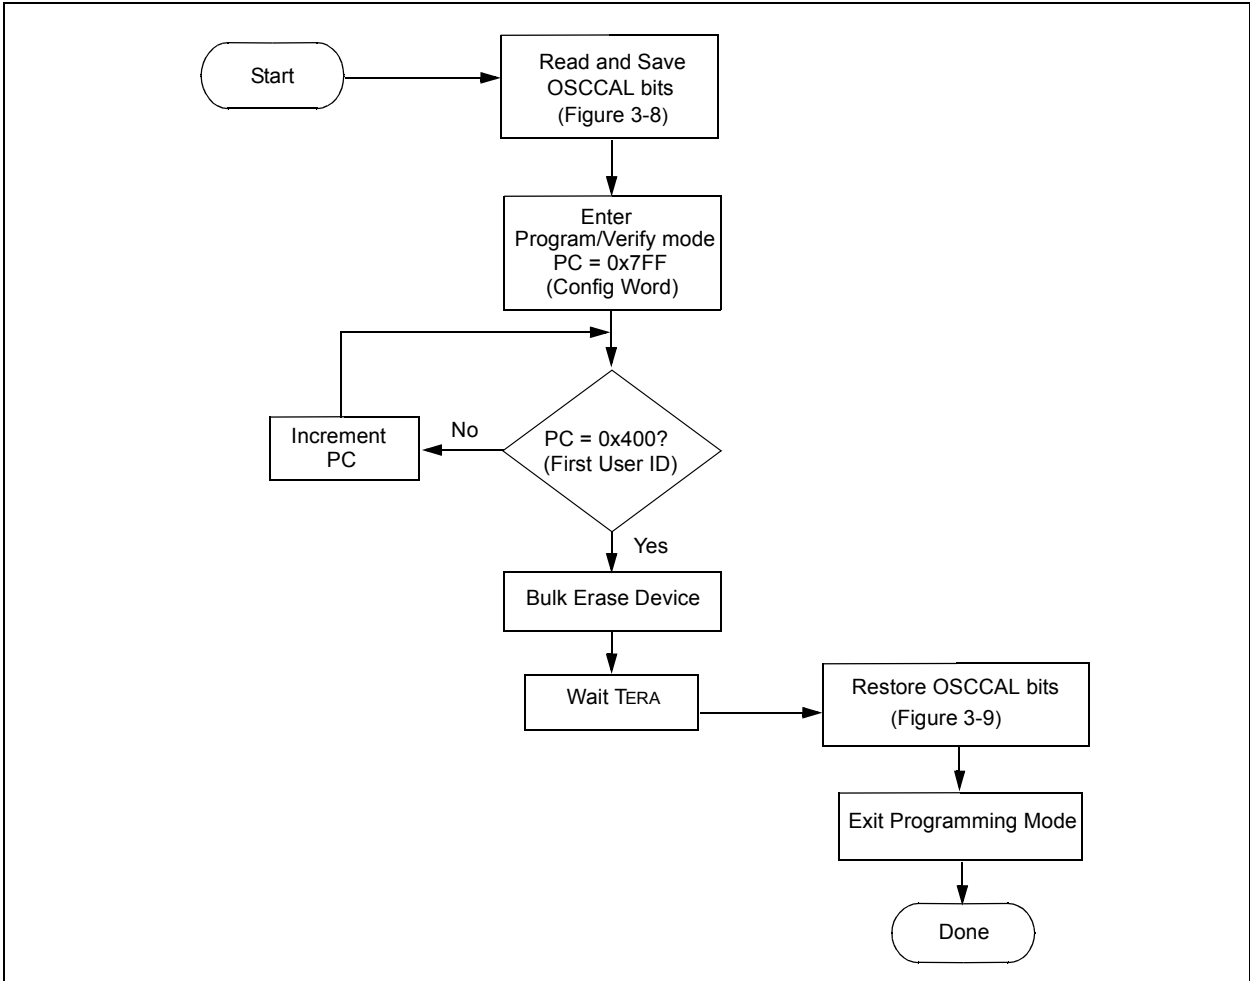 Start
Read and Save
OSCCAL bits
(Figure 3-8)
Enter
Program/Verify mode
PC = 0x7FF
(Config Word)
Increment
PC
No
PC = 0x400?
(First User ID)
Yes
Bulk Erase Device
Wait TERA
Restore OSCCAL bits
(Figure 3-9)
Exit Programming Mode
Done